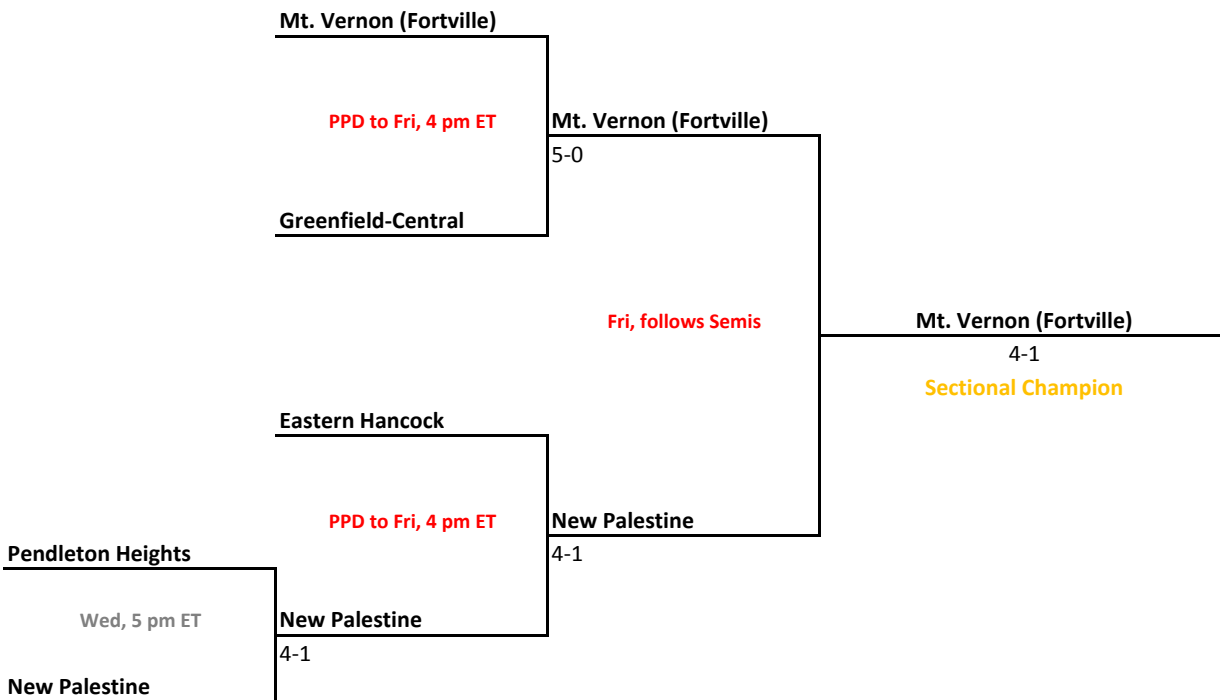 Mt. Vernon (Fortville)
PPD to Fri, 4 pm ET
Mt. Vernon (Fortville)
5-0
Greenfield-Central
Fri, follows Semis
Mt. Vernon (Fortville)
4-1
Sectional Champion
Eastern Hancock
PPD to Fri, 4 pm ET
New Palestine
4-1
Pendleton Heights
Wed, 5 pm ET
New Palestine
4-1
New Palestine